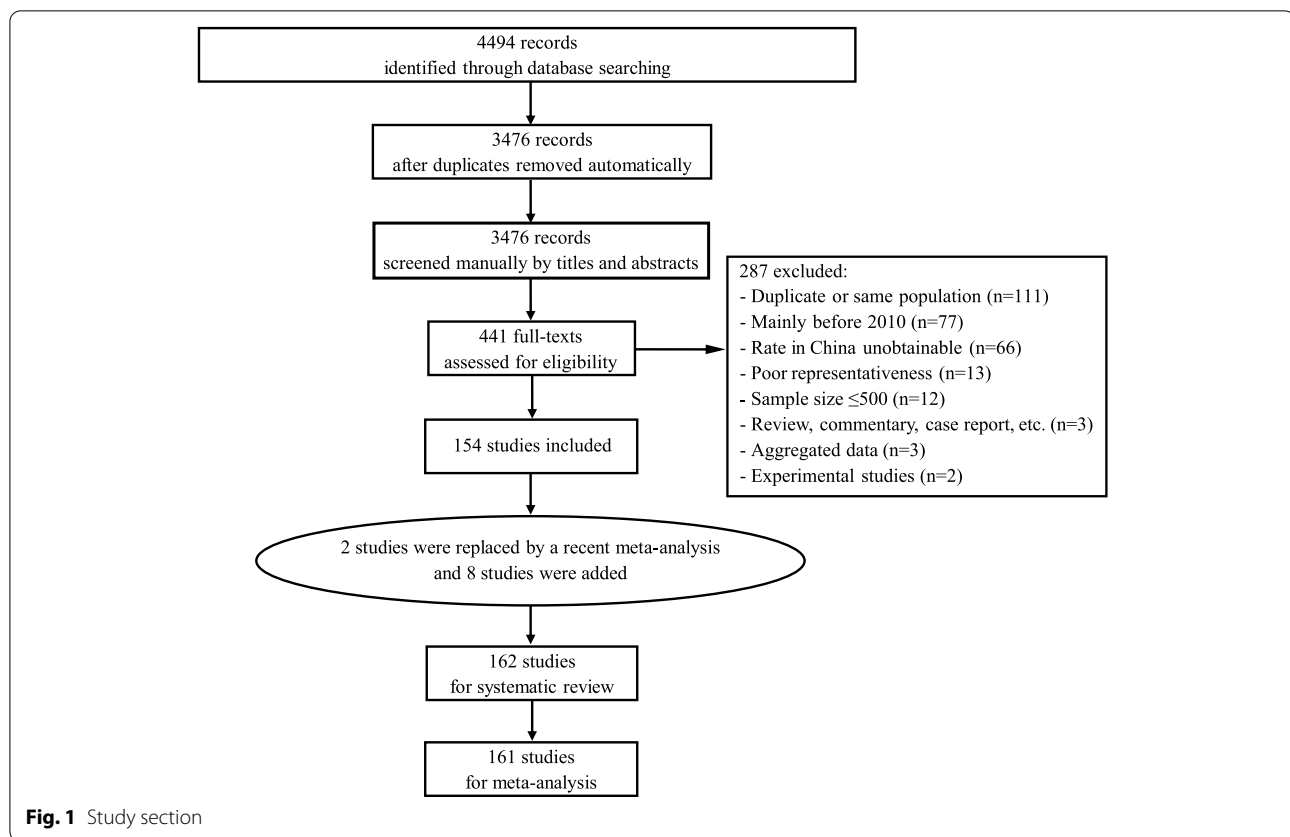 4494 records
identified through database searching
3476 records
after duplicates removed automatically
3476 records
screened manually by titles and abstracts
441 full-texts
assessed for eligibility
287 excluded:
- Duplicate or same population (n=111)
- Mainly before 2010 (n=77)
- Rate in China unobtainable (n=66)
- Poor representativeness (n=13)
- Sample size ≤500 (n=12)
- Review, commentary, case report, etc. (n=3)
- Aggregated data (n=3)
- Experimental studies (n=2)
154 studies included
2 studies were replaced by a recent meta-analysis
and 8 studies were added
162 studies
for systematic review
161 studies
for meta-analysis
Fig. 1 Study section